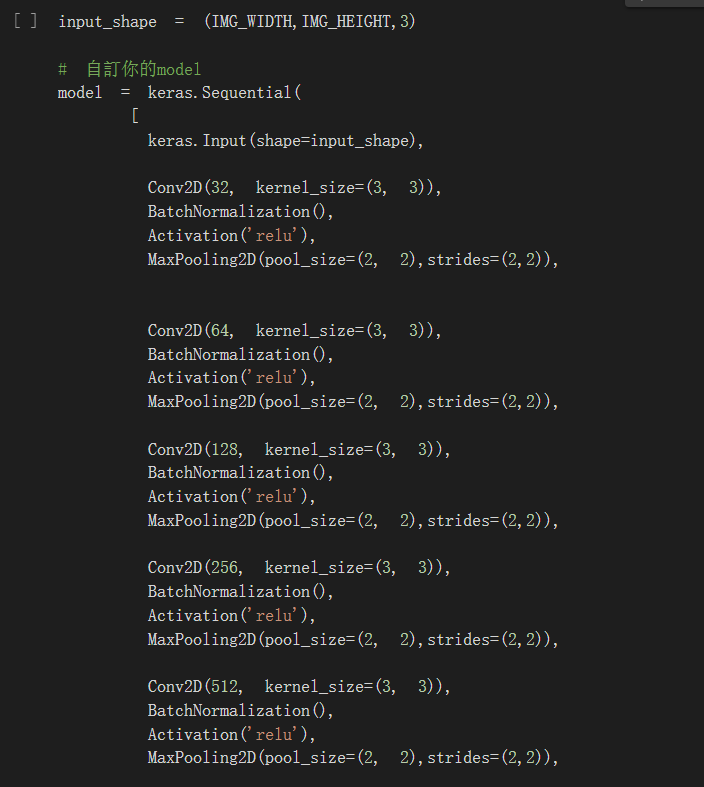 [ ] input_shape = (IMG_WIDTH,IMG_HEIGHT,3)
# 自訂你的model
model = keras.Sequential(
[
keras.Input(shape=input_shape),
Conv2D(32, kernel_size=(3, 3)),
BatchNormalization(),
Activation('relu'),
MaxPooling2D(pool_size=(2, 2),strides=(2,2)),
Conv2D(64, kernel_size=(3, 3)),
BatchNormalization(),
Activation('relu'),
MaxPooling2D(pool_size=(2, 2),strides=(2,2)),
Conv2D(128, kernel_size=(3, 3)),
BatchNormalization(),
Activation('relu'),
MaxPooling2D(pool_size=(2, 2),strides=(2,2)),
Conv2D(256, kernel_size=(3, 3)),
BatchNormalization(),
Activation('relu'),
MaxPooling2D(pool_size=(2, 2),strides=(2,2)),
Conv2D(512, kernel_size=(3, 3)),
BatchNormalization(),
Activation('relu'),
MaxPooling2D(pool_size=(2, 2),strides=(2,2)),